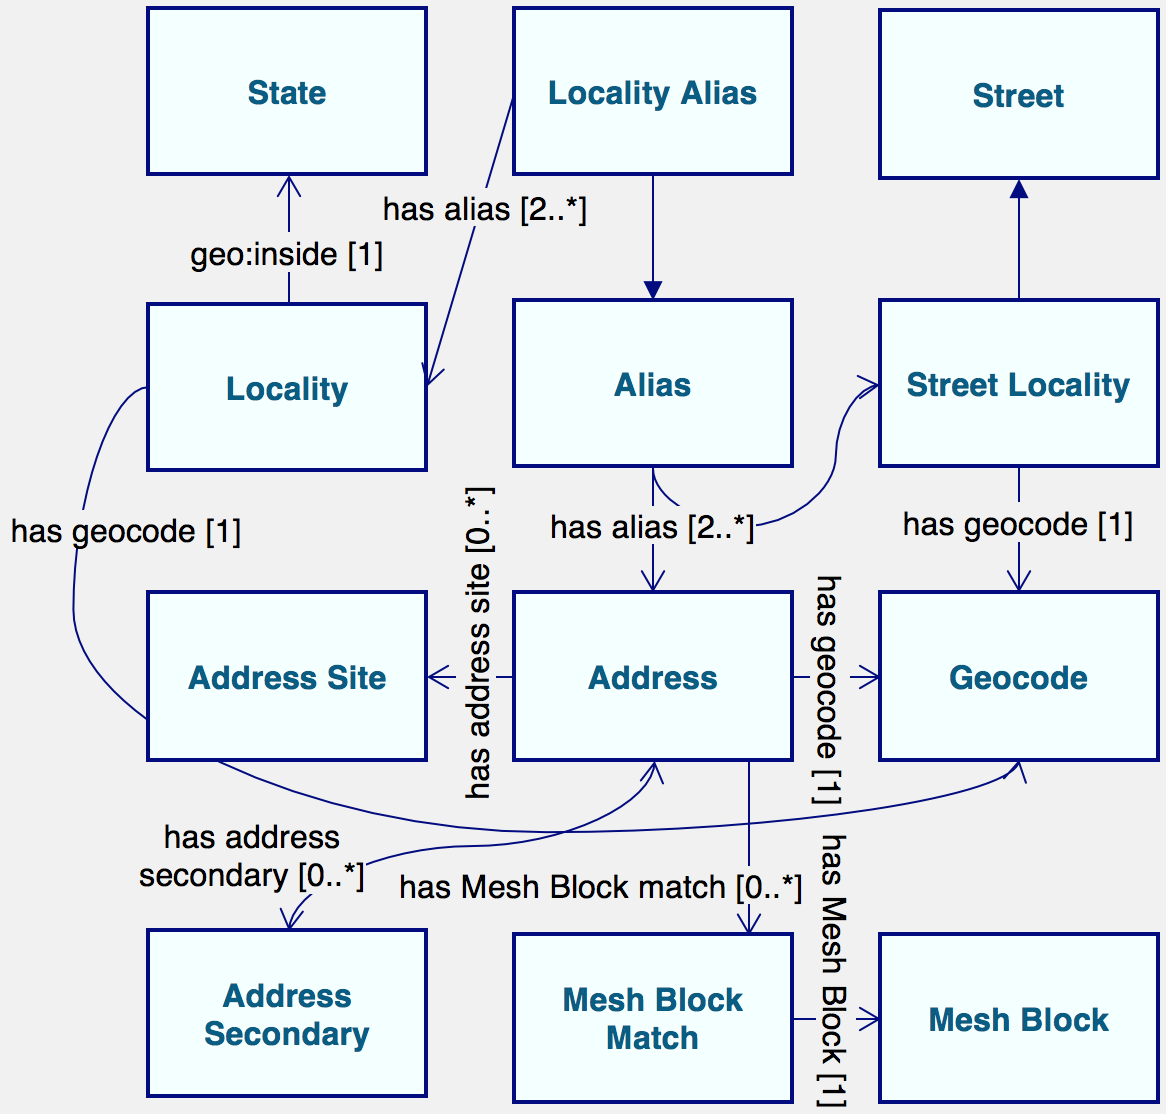 State
Locality Alias
Street
has alias [2..*]
geo:inside [1]
Locality
Alias
Street Locality
has geocode [1]
has address site [0..*]
has alias [2..*]
has geocode [1]
Address Site
Address
has geocode [1]
Geocode
has address
secondary [0..*]
has Mesh Block match [0..*]
has Mesh Block [1]
Address
Secondary
Mesh Block
Match
Mesh Block